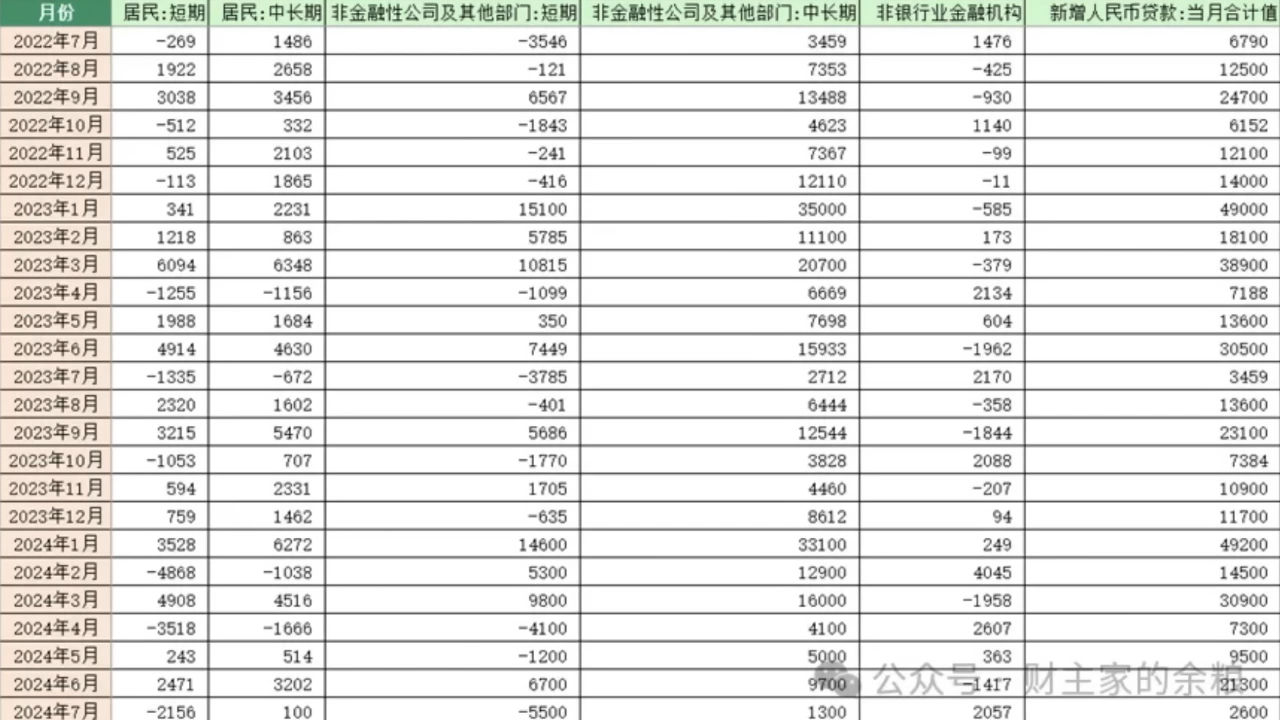 月份 居民:短期 居民:中长期 非金融性公司及其他部门:短期 非金融性公司及其他部门:中长期 非银行业金融机构 新增人民币贷款:当月合计值
2022年7月 -269 1486 -3546 3459 1476 6790
2022年8月 1922 2658 -121 7353 -425 12500
2022年9月 3038 3456 6567 13488 -930 24700
2022年10月 -512 332 -1843 4623 1140 6152
2022年11月 525 2103 -241 7367 -99 12100
2022年12月 -113 1865 -416 12110 -11 14000
2023年1月 341 2231 15100 35000 -585 49000
2023年2月 1218 863 5785 11100 173 18100
2023年3月 6094 6348 10815 20700 -379 38900
2023年4月 -1255 -1156 -1099 6669 2134 7188
2023年5月 1988 1684 350 7698 604 13600
2023年6月 4914 4630 7449 15933 -1962 30500
2023年7月 -1335 -672 -3785 2712 2170 3459
2023年8月 2320 1602 -401 6444 -358 13600
2023年9月 3215 5470 5686 12544 -1844 23100
2023年10月 -1053 707 -1770 3828 2088 7384
2023年11月 594 2331 1705 4460 -207 10900
2023年12月 759 1462 -635 8612 94 11700
2024年1月 3528 6272 14600 33100 249 49200
2024年2月 -4868 -1038 5300 12900 4045 14500
2024年3月 4908 4516 9800 16000 -1958 30900
2024年4月 -3518 -1666 -4100 4100 2607 7300
2024年5月 243 514 -1200 5000 363 9500
2024年6月 2471 3202 6700 9700 -1417 21300
公众号 · 财主家的余粮
2024年7月 -2156 100 -5500 1300 2057 2600